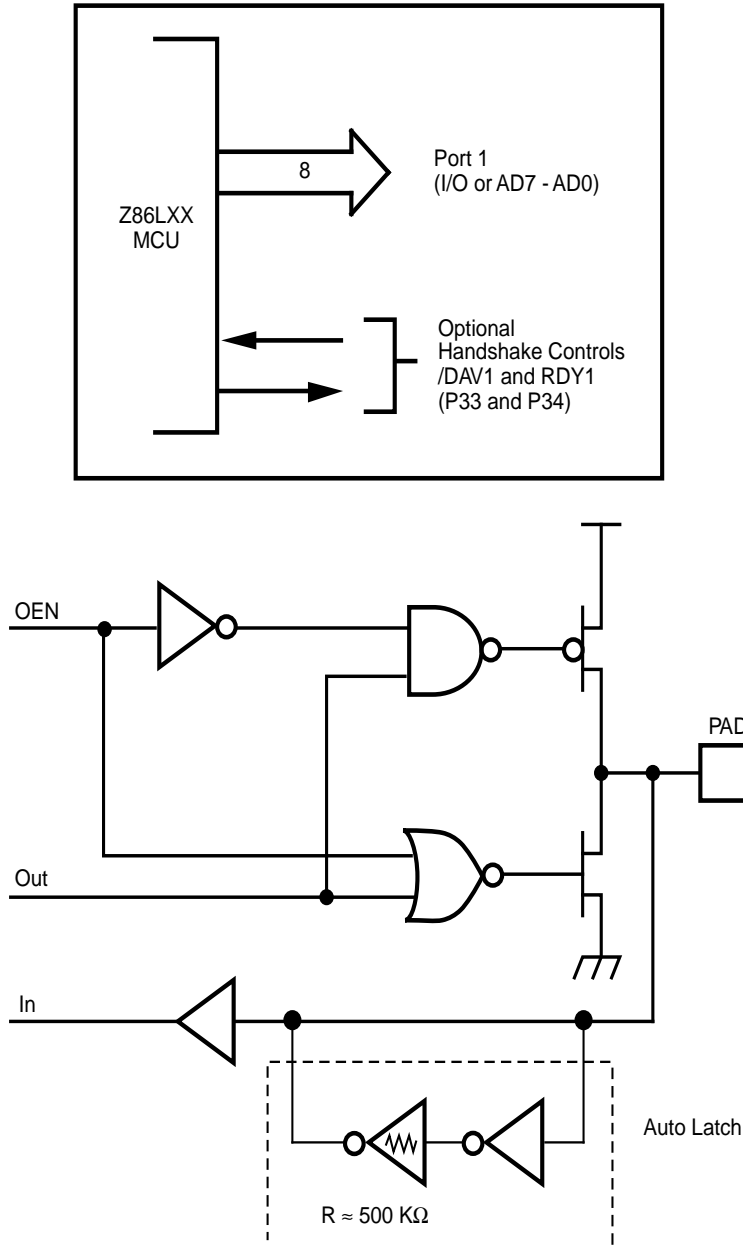 Z86LXX
MCU
8
Port 1
(I/O or AD7 - AD0)
Optional
Handshake Controls
/DAV1 and RDY1
(P33 and P34)
OEN
PAD
Out
In
Auto Latch
R ≈ 500 KΩ